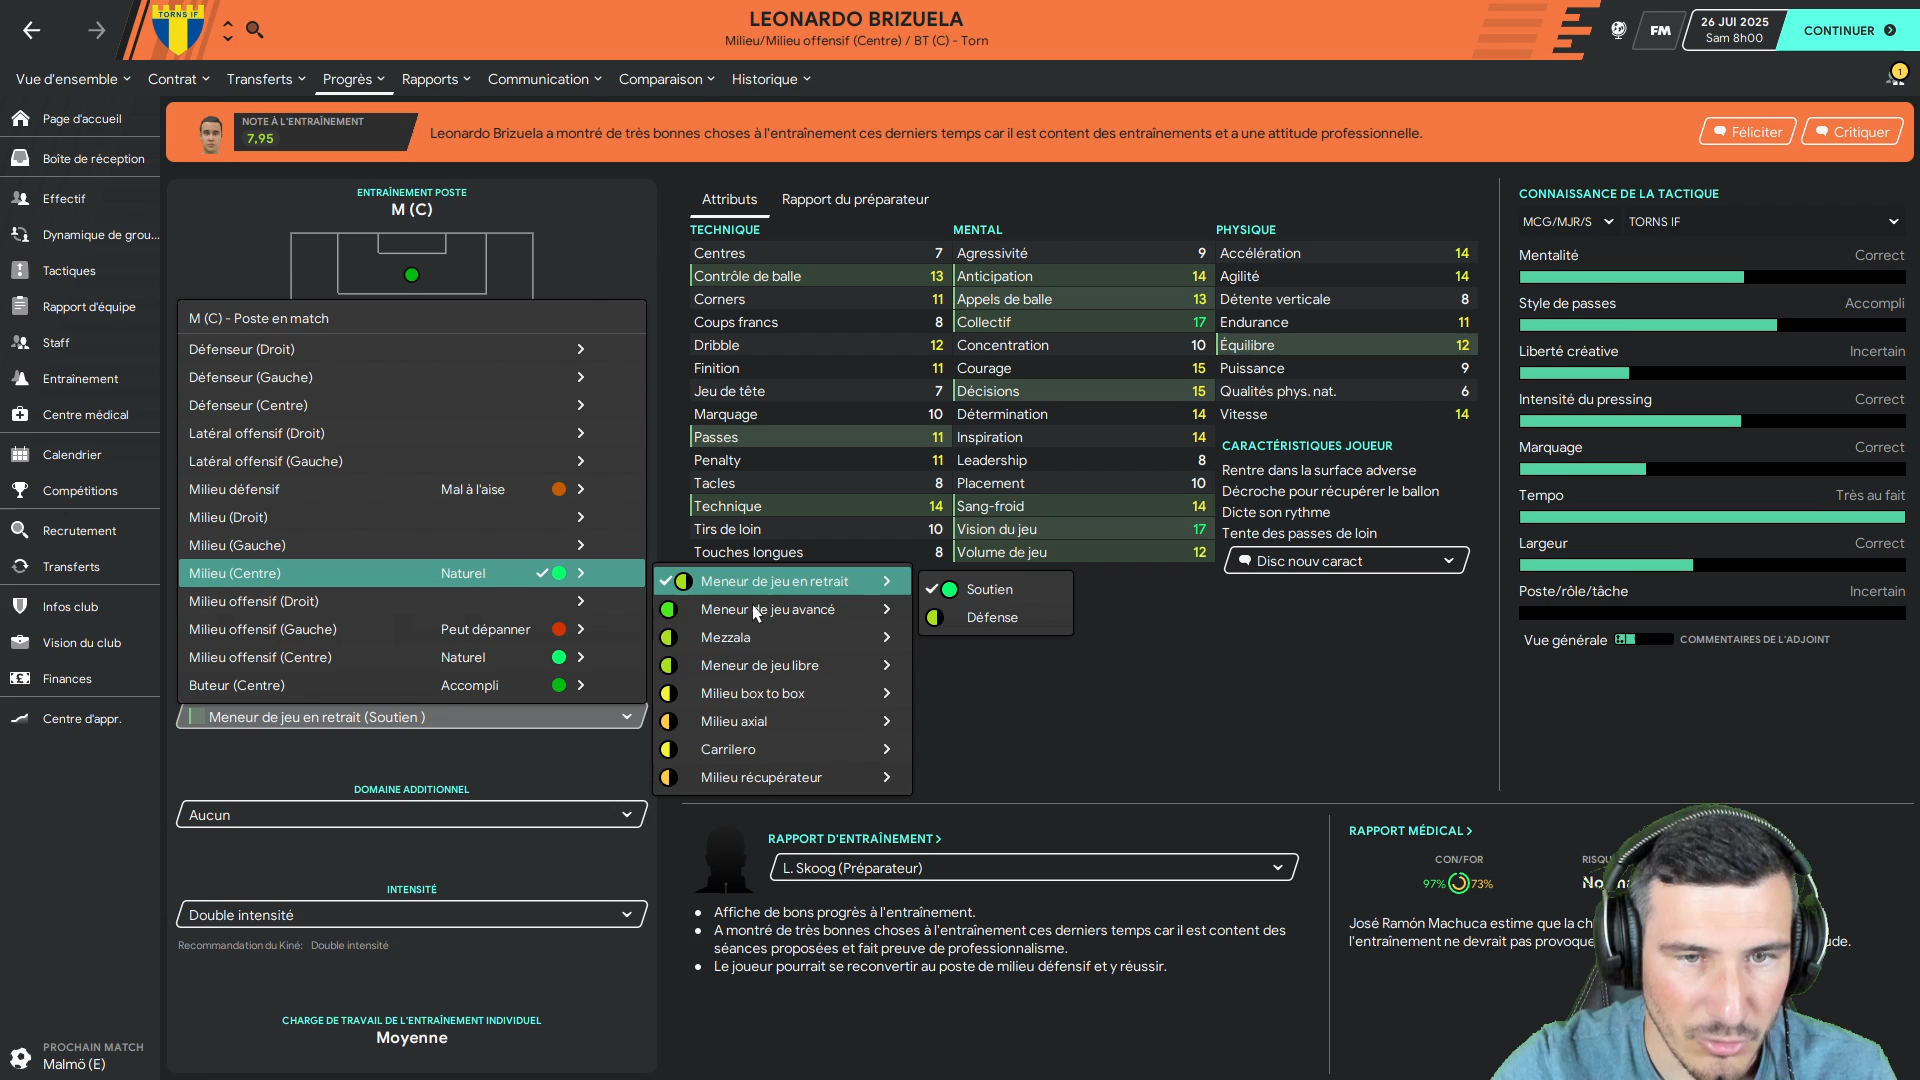 TORNS IF
LEONARDO BRIZUELA
Milieu/Milieu offensif (Centre) / BT (C) - Torn
FM
26 JUI 2025
Sam 8h00
CONTINUER
Vue d'ensemble
Contrat
Transferts
Progrès
Rapports
Communication
Comparaison
Historique
1
Page d'accueil
Boîte de réception
Effectif
Dynamique de grou...
Tactiques
Rapport d'équipe
Staff
Entraînement
Centre médical
Calendrier
Compétitions
Recrutement
Transferts
Infos club
Vision du club
Finances
Centre d'appr.
PROCHAIN MATCH
Malmö (E)
NOTE À L'ENTRAÎNEMENT
7,95
Leonardo Brizuela a montré de très bonnes choses à l'entraînement ces derniers temps car il est content des entraînements et a une attitude professionnelle.
Féliciter
Critiquer
ENTRAÎNEMENT POSTE
M (C)
M (C) - Poste en match
Défenseur (Droit)
Défenseur (Gauche)
Défenseur (Centre)
Latéral offensif (Droit)
Latéral offensif (Gauche)
Milieu défensif Mal à l'aise
Milieu (Droit)
Milieu (Gauche)
Milieu (Centre) Naturel
Milieu offensif (Droit)
Milieu offensif (Gauche) Peut dépanner
Milieu offensif (Centre) Naturel
Buteur (Centre) Accompli
Meneur de jeu en retrait (Soutien )
Meneur de jeu en retrait
Meneur de jeu avancé
Mezzala
Meneur de jeu libre
Milieu box to box
Milieu axial
Carrilero
Milieu récupérateur
Soutien
Défense
DOMAINE ADDITIONNEL
Aucun
INTENSITÉ
Double intensité
Recommandation du Kiné: Double intensité
CHARGE DE TRAVAIL DE L'ENTRAÎNEMENT INDIVIDUEL
Moyenne
Attributs
Rapport du préparateur
TECHNIQUE
Centres 7
Contrôle de balle 13
Corners 11
Coups francs 8
Dribble 12
Finition 11
Jeu de tête 7
Marquage 10
Passes 11
Penalty 11
Tacles 8
Technique 14
Tirs de loin 10
Touches longues 8
MENTAL
Agressivité 9
Anticipation 14
Appels de balle 13
Collectif 17
Concentration 10
Courage 15
Décisions 15
Détermination 14
Inspiration 14
Leadership 8
Placement 10
Sang-froid 14
Vision du jeu 17
Volume de jeu 12
PHYSIQUE
Accélération 14
Agilité 14
Détente verticale 8
Endurance 11
Équilibre 12
Puissance 9
Qualités phys. nat. 6
Vitesse 14
CARACTÉRISTIQUES JOUEUR
Rentre dans la surface adverse
Décroche pour récupérer le ballon
Dicte son rythme
Tente des passes de loin
Disc nouv caract
CONNAISSANCE DE LA TACTIQUE
MCG/MJR/S
TORNS IF
Mentalité Correct
Style de passes Accompli
Liberté créative Incertain
Intensité du pressing Correct
Marquage Correct
Tempo Très au fait
Largeur Correct
Poste/rôle/tâche Incertain
Vue générale
COMMENTAIRES DE L'ADJOINT
RAPPORT D'ENTRAÎNEMENT
L. Skoog (Préparateur)
Affiche de bons progrès à l'entraînement.
A montré de très bonnes choses à l'entraînement ces derniers temps car il est content des
séances proposées et fait preuve de professionnalisme.
Le joueur pourrait se reconvertir au poste de milieu défensif et y réussir.
RAPPORT MÉDICAL
CON/FOR
97% 73%
José Ramón Machuca estime que la
l'entraînement ne devrait pas